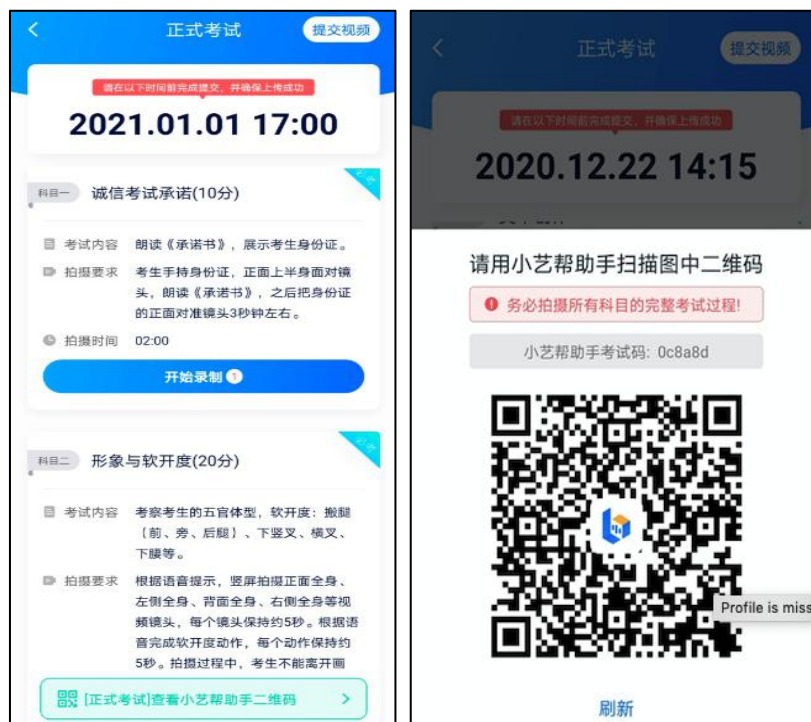 正式考试
提交视频
请在以下时间前完成提交，并确保上传成功
2021.01.01 17:00
科目一
诚信考试承诺(10分)
必考
考试内容
朗读《承诺书》，展示考生身份证。
拍摄要求
考生手持身份证，正面上半身面对镜
头，朗读《承诺书》，之后把身份证
的正面对准镜头3秒钟左右。
拍摄时间
02:00
开始录制 1
科目二
形象与软开度(20分)
必考
考试内容
考察考生的五官体型，软开度：搬腿
（前、旁、后腿）、下竖叉、横叉、
下腰等。
拍摄要求
根据语音提示，竖屏拍摄正面全身、
左侧全身、背面全身、右侧全身等视
频镜头，每个镜头保持约5秒。根据语
音完成软开度动作，每个动作保持约
5秒。拍摄过程中，考生不能离开画
[正式考试]查看小艺帮助手二维码
正式考试
提交视频
请在以下时间前完成提交，并确保上传成功
2020.12.22 14:15
请用小艺帮助手扫描图中二维码
务必拍摄所有科目的完整考试过程!
小艺帮助手考试码: 0c8a8d
Profile is miss
刷新